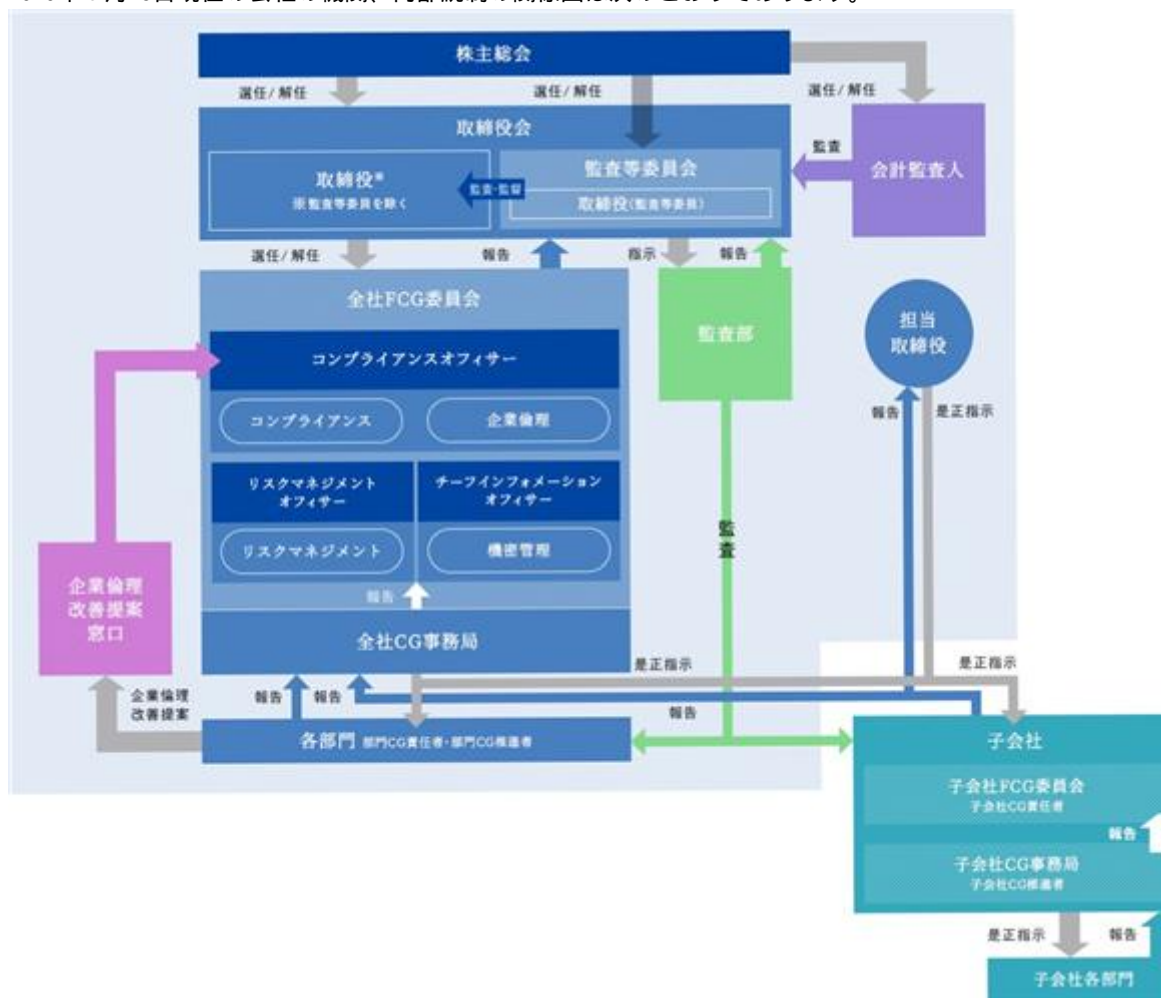 株主総会
選任/解任
選任/解任
選任/解任
取締役会
監査
会計監査人
取締役※
※監査等委員を除く
監査・監督
監査等委員会
取締役(監査等委員)
選任/解任
報告
指示
報告
全社FCG委員会
監査部
担当
取締役
コンプライアンスオフィサー
報告
是正指示
コンプライアンス
企業倫理
リスクマネジメント
オフィサー
チーフインフォメーション
オフィサー
監査
リスクマネジメント
機密管理
企業倫理
改善提案
窓口
報告
全社CG事務局
是正指示
是正指示
企業倫理
改善提案
報告
報告
報告
各部門 部門CG責任者・部門CG推進者
子会社
子会社FCG委員会
子会社CG責任者
報告
子会社CG事務局
子会社CG推進者
是正指示
報告
子会社各部門